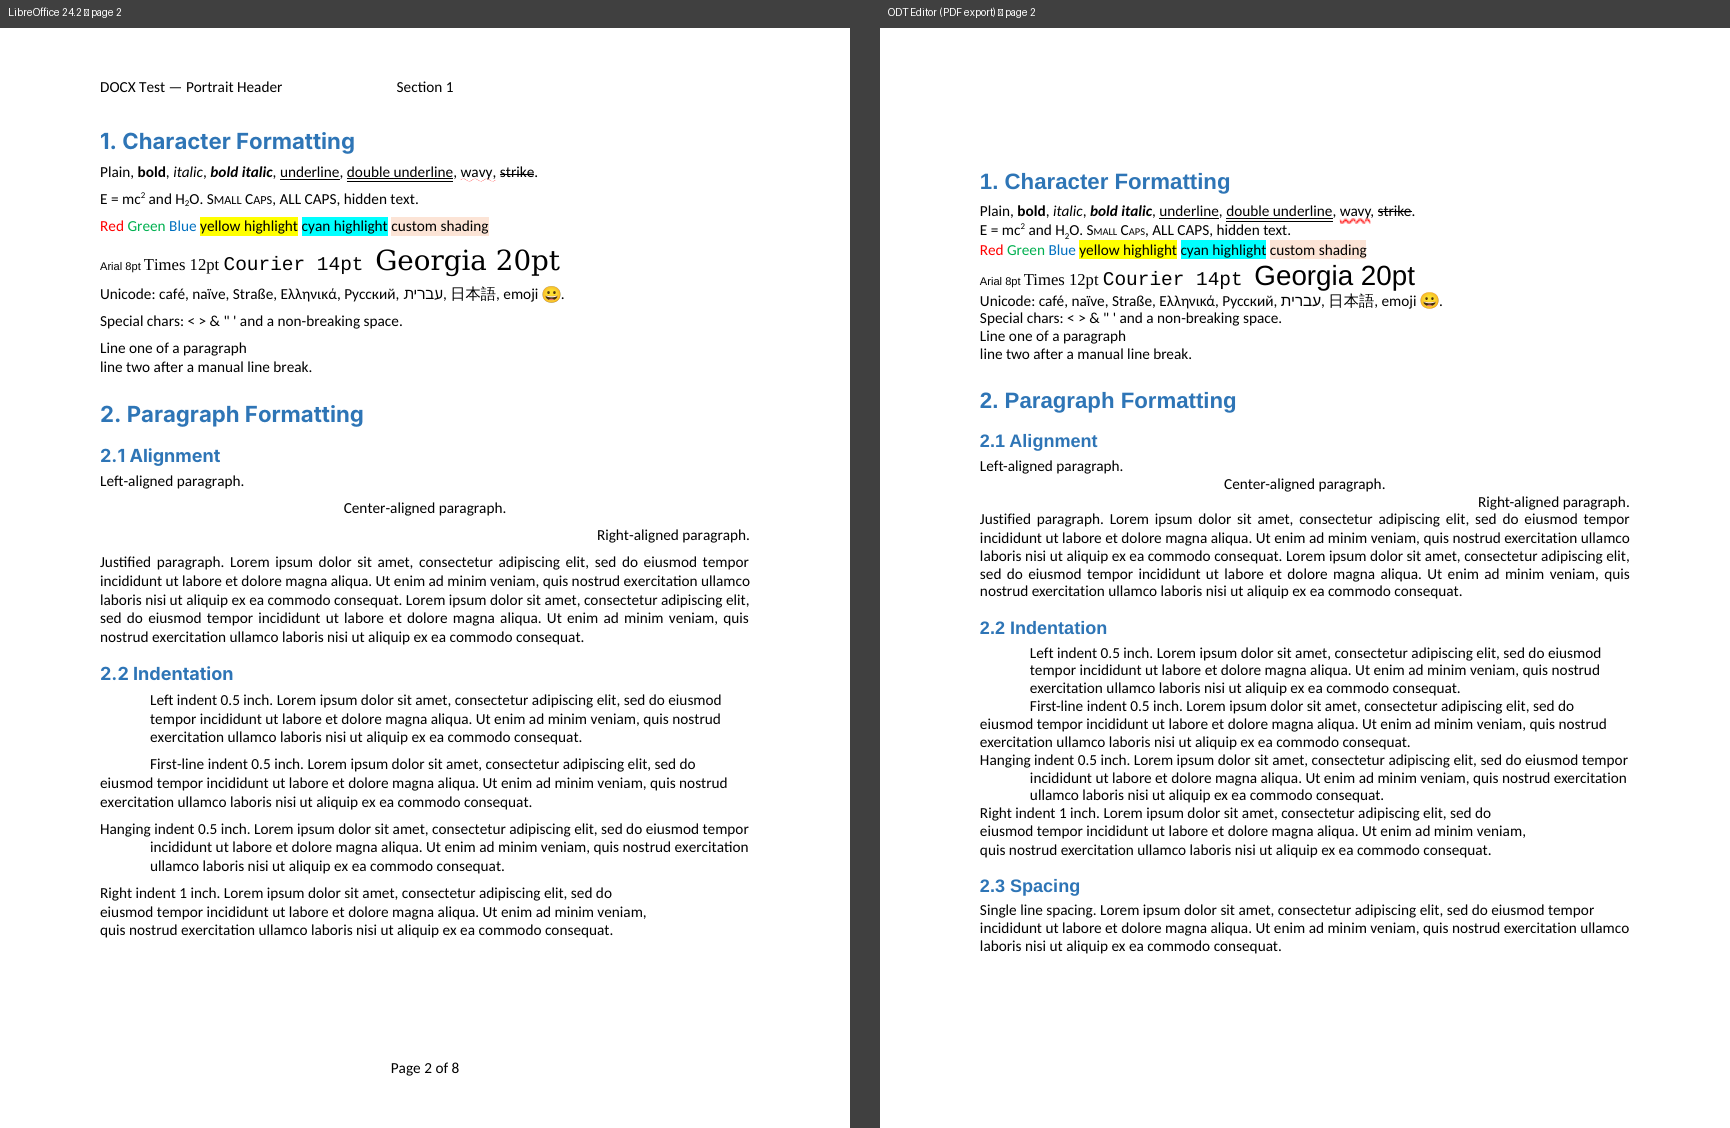 LibreOffice 24.2 ▯ page 2
DOCX Test — Portrait Header Section 1
1. Character Formatting
Plain, bold, italic, bold italic, underline, double underline, wavy, strike.
E = mc² and H₂O. Small Caps, ALL CAPS, hidden text.
Red Green Blue yellow highlight cyan highlight custom shading
Arial 8pt Times 12pt Courier 14pt Georgia 20pt
Unicode: café, naïve, Straße, Ελληνικά, Русский, עברית, 日本語, emoji 😀.
Special chars: < > & " ' and a non-breaking space.
Line one of a paragraph
line two after a manual line break.
2. Paragraph Formatting
2.1 Alignment
Left-aligned paragraph.
Center-aligned paragraph.
Right-aligned paragraph.
Justified paragraph. Lorem ipsum dolor sit amet, consectetur adipiscing elit, sed do eiusmod tempor
incididunt ut labore et dolore magna aliqua. Ut enim ad minim veniam, quis nostrud exercitation ullamco
laboris nisi ut aliquip ex ea commodo consequat. Lorem ipsum dolor sit amet, consectetur adipiscing elit,
sed do eiusmod tempor incididunt ut labore et dolore magna aliqua. Ut enim ad minim veniam, quis
nostrud exercitation ullamco laboris nisi ut aliquip ex ea commodo consequat.
2.2 Indentation
Left indent 0.5 inch. Lorem ipsum dolor sit amet, consectetur adipiscing elit, sed do eiusmod
tempor incididunt ut labore et dolore magna aliqua. Ut enim ad minim veniam, quis nostrud
exercitation ullamco laboris nisi ut aliquip ex ea commodo consequat.
First-line indent 0.5 inch. Lorem ipsum dolor sit amet, consectetur adipiscing elit, sed do
eiusmod tempor incididunt ut labore et dolore magna aliqua. Ut enim ad minim veniam, quis nostrud
exercitation ullamco laboris nisi ut aliquip ex ea commodo consequat.
Hanging indent 0.5 inch. Lorem ipsum dolor sit amet, consectetur adipiscing elit, sed do eiusmod tempor
incididunt ut labore et dolore magna aliqua. Ut enim ad minim veniam, quis nostrud exercitation
ullamco laboris nisi ut aliquip ex ea commodo consequat.
Right indent 1 inch. Lorem ipsum dolor sit amet, consectetur adipiscing elit, sed do
eiusmod tempor incididunt ut labore et dolore magna aliqua. Ut enim ad minim veniam,
quis nostrud exercitation ullamco laboris nisi ut aliquip ex ea commodo consequat.
Page 2 of 8
ODT Editor (PDF export) ▯ page 2
1. Character Formatting
Plain, bold, italic, bold italic, underline, double underline, wavy, strike.
E = mc² and H₂O. Small Caps, ALL CAPS, hidden text.
Red Green Blue yellow highlight cyan highlight custom shading
Arial 8pt Times 12pt Courier 14pt Georgia 20pt
Unicode: café, naïve, Straße, Ελληνικά, Русский, עברית, 日本語, emoji 😀.
Special chars: < > & " ' and a non-breaking space.
Line one of a paragraph
line two after a manual line break.
2. Paragraph Formatting
2.1 Alignment
Left-aligned paragraph.
Center-aligned paragraph.
Right-aligned paragraph.
Justified paragraph. Lorem ipsum dolor sit amet, consectetur adipiscing elit, sed do eiusmod tempor
incididunt ut labore et dolore magna aliqua. Ut enim ad minim veniam, quis nostrud exercitation ullamco
laboris nisi ut aliquip ex ea commodo consequat. Lorem ipsum dolor sit amet, consectetur adipiscing elit,
sed do eiusmod tempor incididunt ut labore et dolore magna aliqua. Ut enim ad minim veniam, quis
nostrud exercitation ullamco laboris nisi ut aliquip ex ea commodo consequat.
2.2 Indentation
Left indent 0.5 inch. Lorem ipsum dolor sit amet, consectetur adipiscing elit, sed do eiusmod
tempor incididunt ut labore et dolore magna aliqua. Ut enim ad minim veniam, quis nostrud
exercitation ullamco laboris nisi ut aliquip ex ea commodo consequat.
First-line indent 0.5 inch. Lorem ipsum dolor sit amet, consectetur adipiscing elit, sed do
eiusmod tempor incididunt ut labore et dolore magna aliqua. Ut enim ad minim veniam, quis nostrud
exercitation ullamco laboris nisi ut aliquip ex ea commodo consequat.
Hanging indent 0.5 inch. Lorem ipsum dolor sit amet, consectetur adipiscing elit, sed do eiusmod tempor
incididunt ut labore et dolore magna aliqua. Ut enim ad minim veniam, quis nostrud exercitation
ullamco laboris nisi ut aliquip ex ea commodo consequat.
Right indent 1 inch. Lorem ipsum dolor sit amet, consectetur adipiscing elit, sed do
eiusmod tempor incididunt ut labore et dolore magna aliqua. Ut enim ad minim veniam,
quis nostrud exercitation ullamco laboris nisi ut aliquip ex ea commodo consequat.
2.3 Spacing
Single line spacing. Lorem ipsum dolor sit amet, consectetur adipiscing elit, sed do eiusmod tempor
incididunt ut labore et dolore magna aliqua. Ut enim ad minim veniam, quis nostrud exercitation ullamco
laboris nisi ut aliquip ex ea commodo consequat.